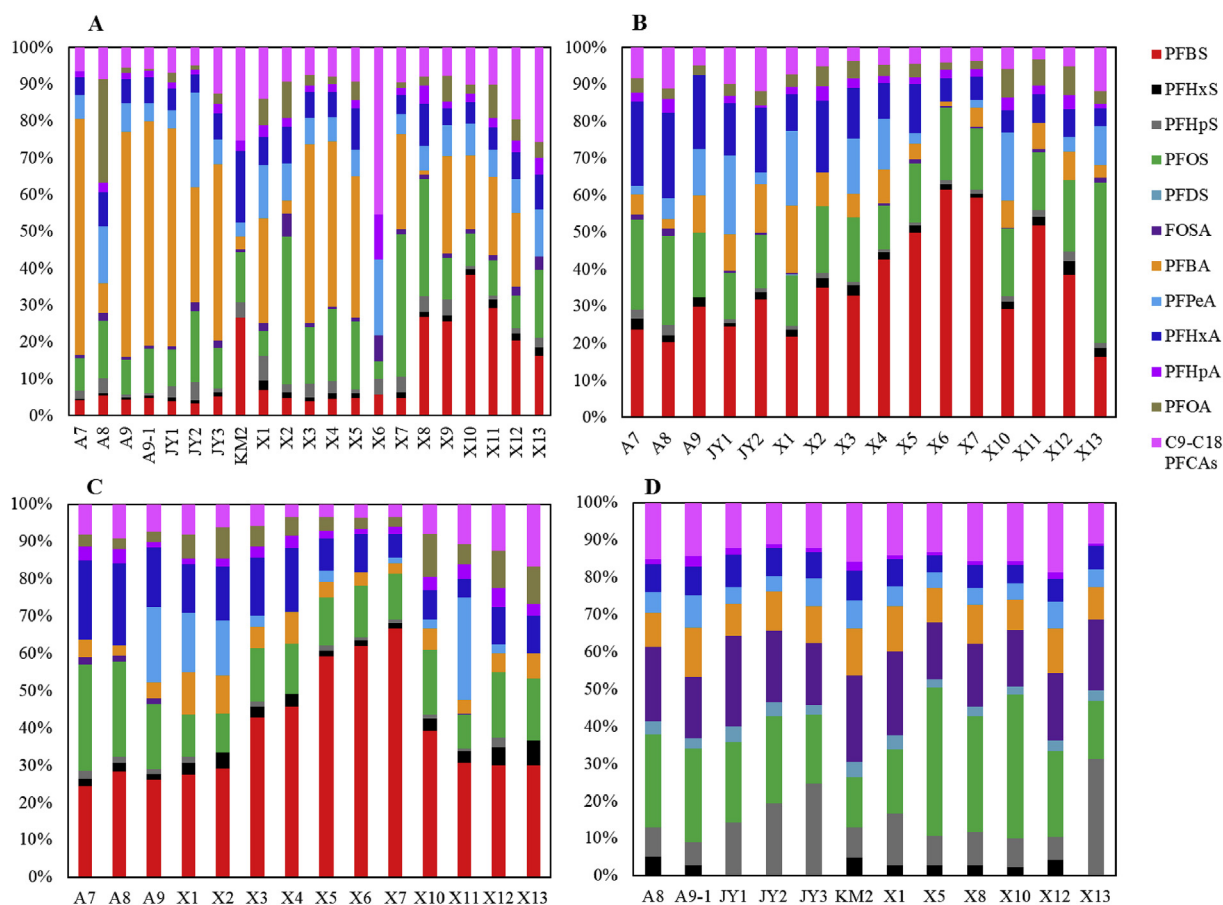 A
100%
90%
80%
70%
60%
50%
40%
30%
20%
10%
0%
A7 A8 A9 A9-1 JY1 JY2 JY3 KM2 X1 X2 X3 X4 X5 X6 X7 X8 X9 X10 X11 X12 X13
B
100%
90%
80%
70%
60%
50%
40%
30%
20%
10%
0%
A7 A8 A9 JY1 JY2 X1 X2 X3 X4 X5 X6 X7 X10 X11 X12 X13
PFBS
PFHxS
PFHpS
PFOS
PFDS
FOSA
PFBA
PFPeA
PFHxA
PFHpA
PFOA
C9-C18
PFCAs
C
100%
90%
80%
70%
60%
50%
40%
30%
20%
10%
0%
A7 A8 A9 X1 X2 X3 X4 X5 X6 X7 X10 X11 X12 X13
D
100%
90%
80%
70%
60%
50%
40%
30%
20%
10%
0%
A8 A9-1 JY1 JY2 JY3 KM2 X1 X5 X8 X10 X12 X13